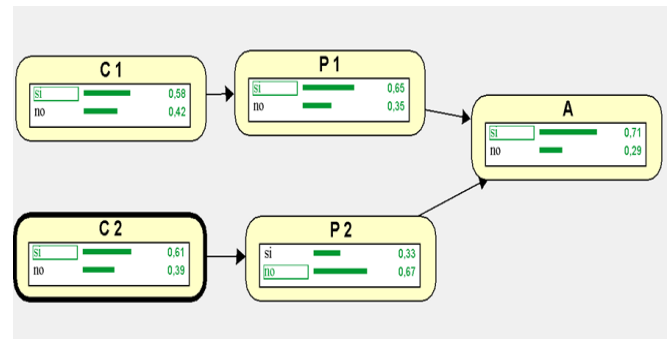 C 1
si 0,58
no 0,42
P 1
si 0,65
no 0,35
A
si 0,71
no 0,29
C 2
si 0,61
no 0,39
P 2
si 0,33
no 0,67